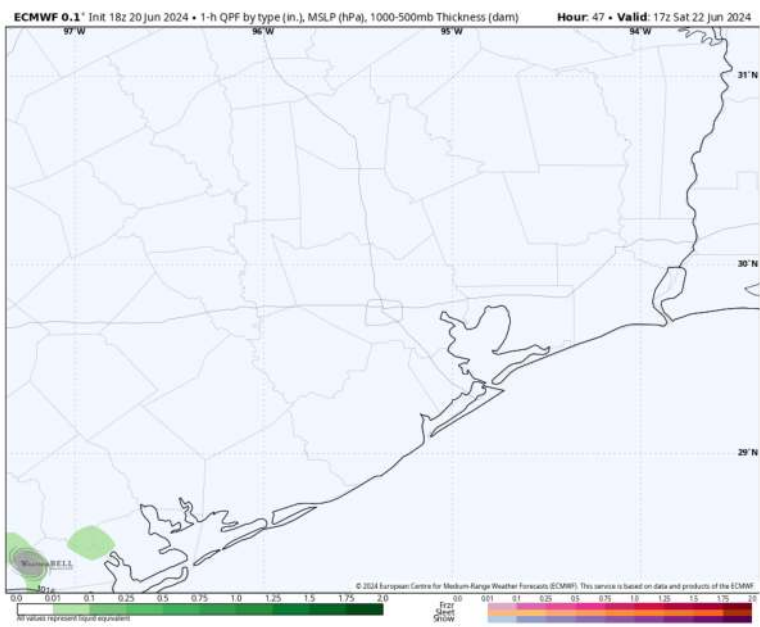 ECMWF 0.1° Init 18z 20 Jun 2024 • 1-h QPF by type (in.), MSLP (hPa), 1000-500mb Thickness (dam) Hour: 47 • Valid: 17z Sat 22 Jun 2024
97°W 96°W 95°W 94°W
31°N
30°N
29°N
WeatherBELL
© 2024 European Centre for Medium-Range Weather Forecasts (ECMWF). This service is based on data and products of the ECMWF
0.0 0.01 0.1 0.25 0.50 1.0 1.25 1.5 1.75 2.0
All values represent liquid equivalent
0.0 0.01 0.1 0.25 0.5 0.75 1.0 1.25 1.5 1.75 2.0
Frzr
Sleet
Snow